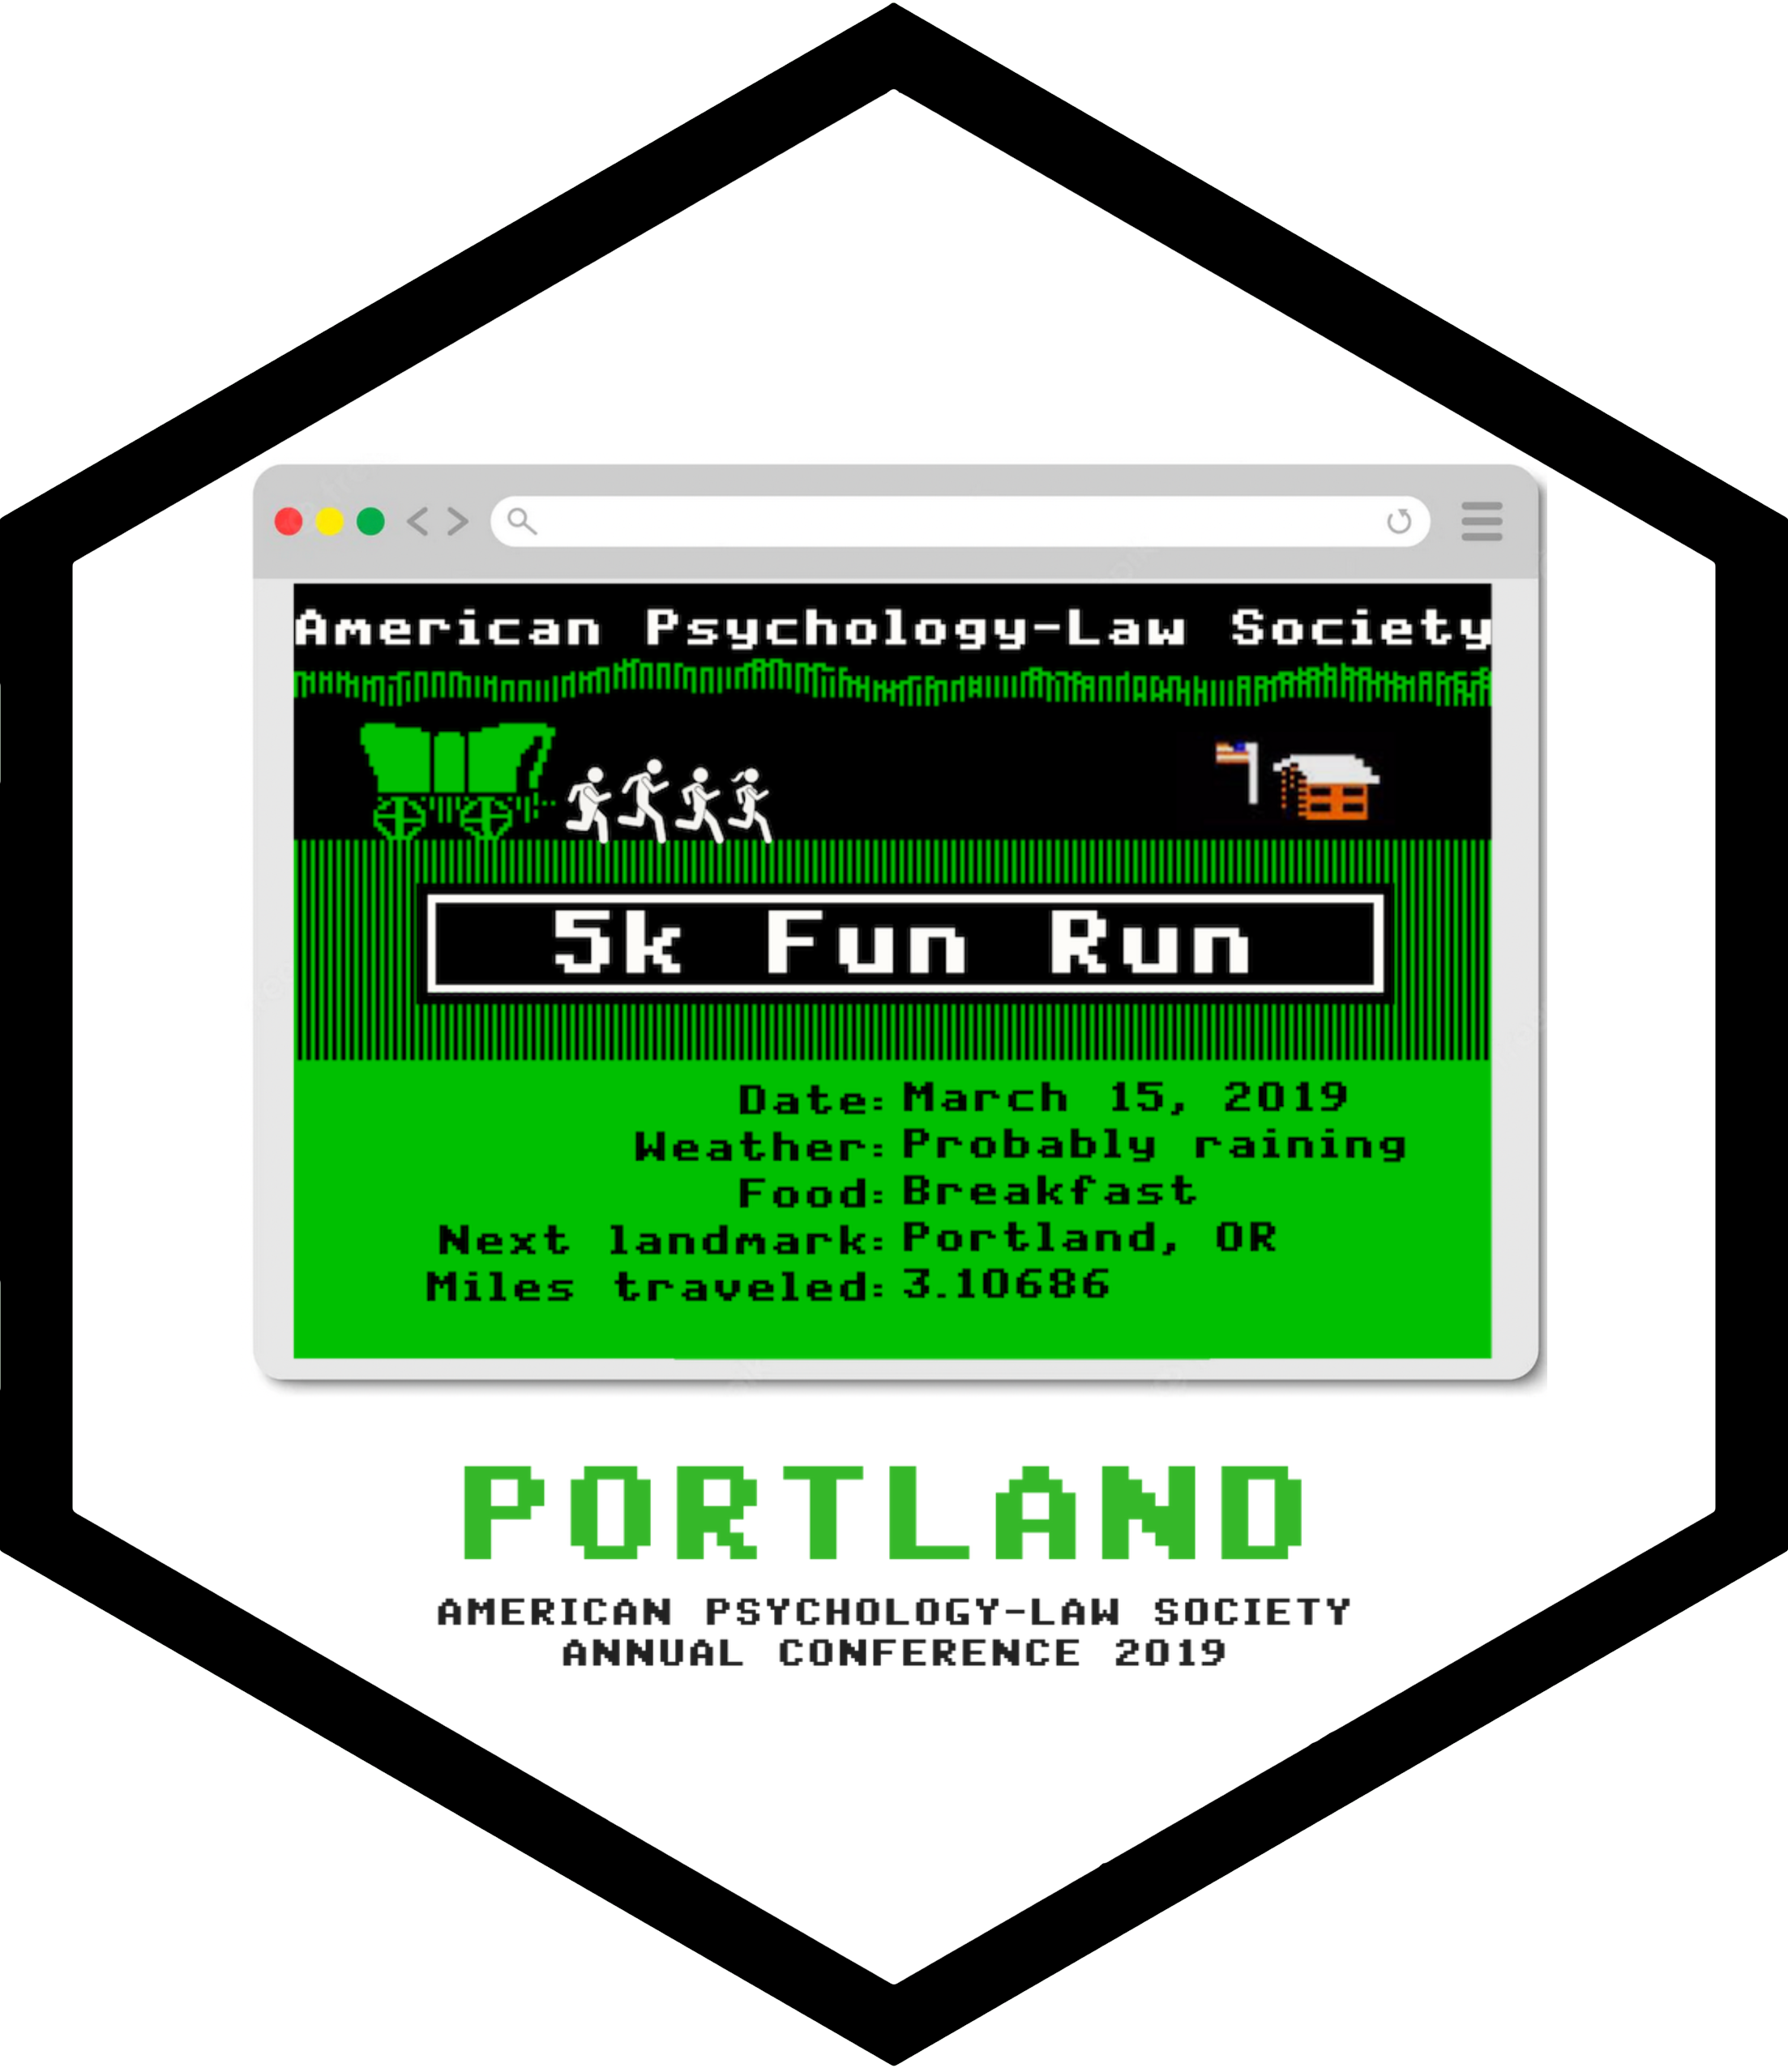 American Psychology-Law Society
5k Fun Run
Date: March 15, 2019
Weather: Probably raining
Food: Breakfast
Next landmark: Portland, OR
Miles traveled: 3.10686
PORTLAND
AMERICAN PSYCHOLOGY-LAW SOCIETY
ANNUAL CONFERENCE 2019